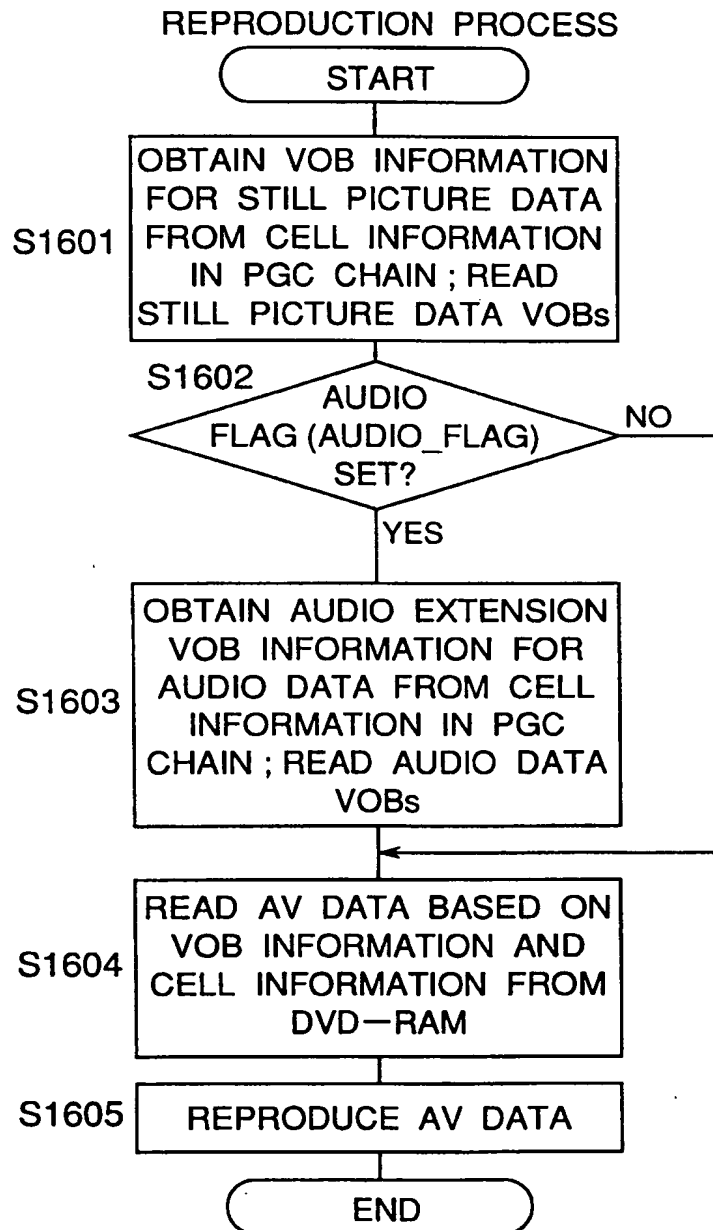 REPRODUCTION PROCESS
START
S1601
OBTAIN VOB INFORMATION
FOR STILL PICTURE DATA
FROM CELL INFORMATION
IN PGC CHAIN ; READ
STILL PICTURE DATA VOBs
S1602
AUDIO
FLAG (AUDIO_FLAG)
SET?
NO
YES
S1603
OBTAIN AUDIO EXTENSION
VOB INFORMATION FOR
AUDIO DATA FROM CELL
INFORMATION IN PGC
CHAIN ; READ AUDIO DATA
VOBs
S1604
READ AV DATA BASED ON
VOB INFORMATION AND
CELL INFORMATION FROM
DVD-RAM
S1605
REPRODUCE AV DATA
END